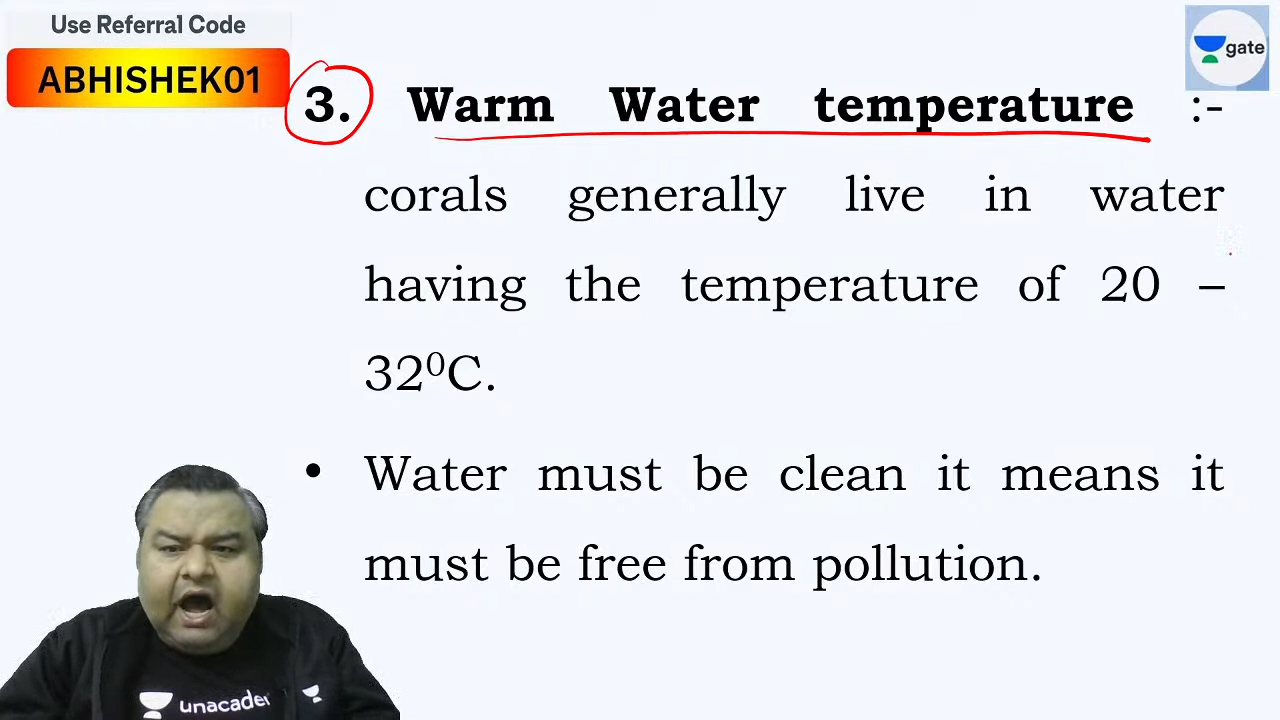 Use Referral Code
ABHISHEK01
gate
3. Warm Water temperature :-
corals generally live in water
having the temperature of 20 –
32⁰C.
• Water must be clean it means it
must be free from pollution.
unacademy